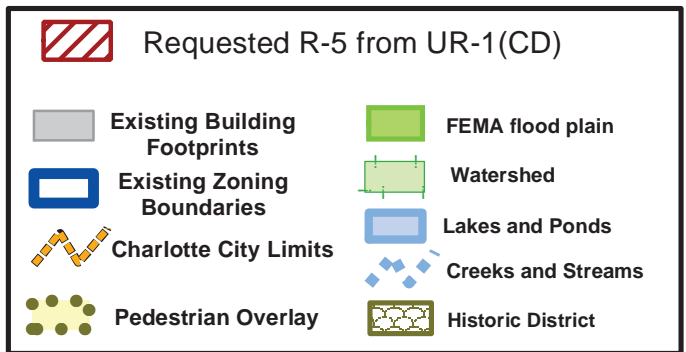 Requested R-5 from UR-1(CD)
Existing Building
Footprints
Existing Zoning
Boundaries
Charlotte City Limits
Pedestrian Overlay
FEMA flood plain
Watershed
Lakes and Ponds
Creeks and Streams
Historic District